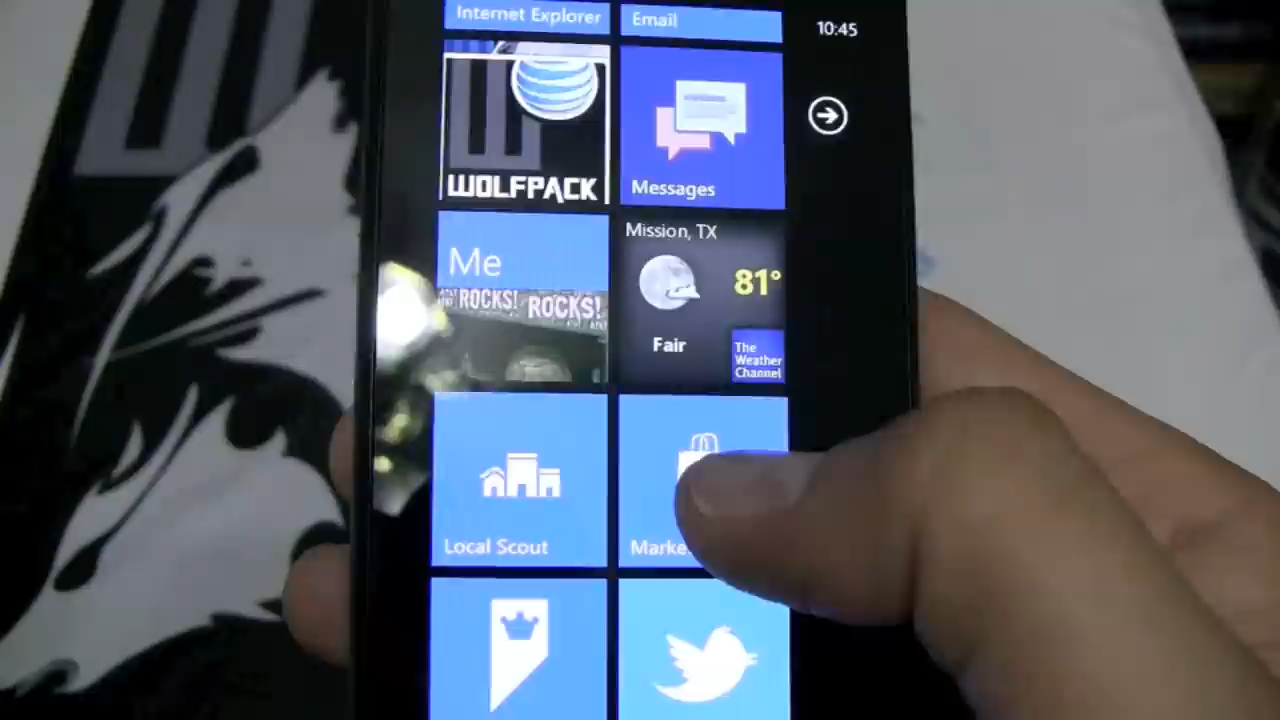 Internet Explorer
Email
10:45
WOLFPACK
Messages
Me
ROCKS! ROCKS!
Mission, TX
81°
Fair
The
Weather
Channel
Local Scout
Marke